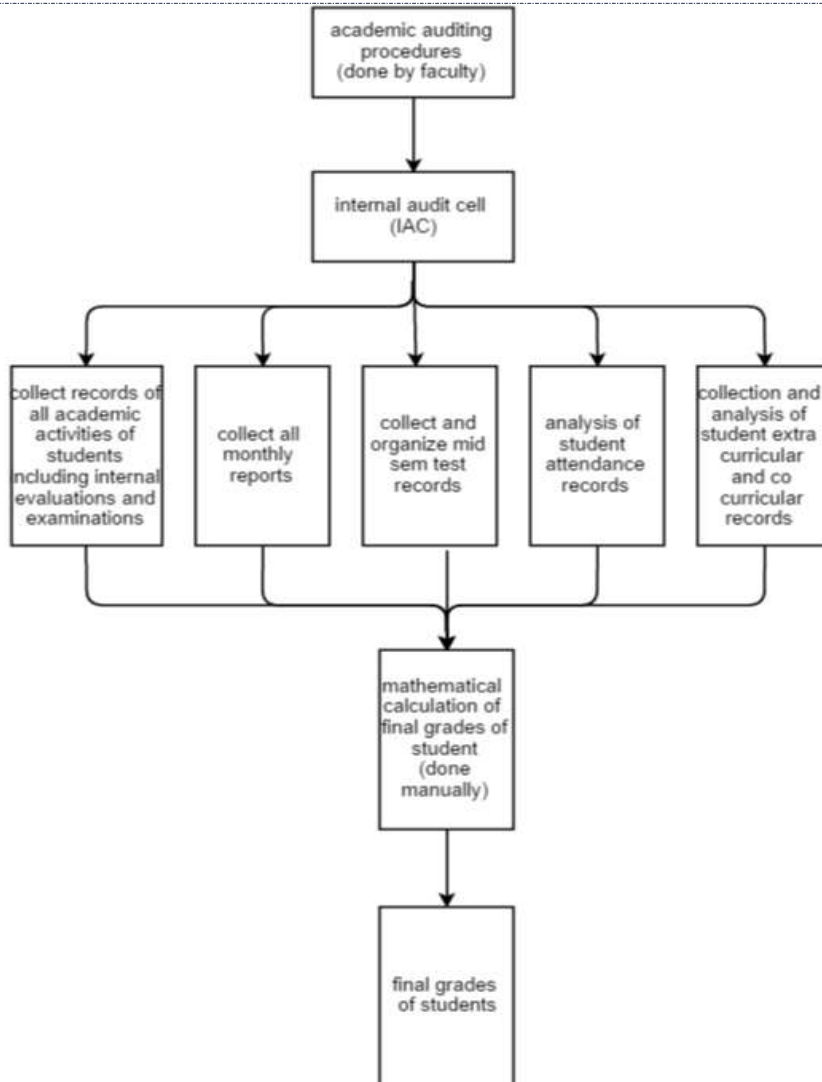 academic auditing
procedures
(done by faculty)
internal audit cell
(IAC)
collect records of
all academic
activities of
students
including internal
evaluations and
examinations
collect all
monthly
reports
collect and
organize mid
sem test
records
analysis of
student
attendance
records
collection and
analysis of
student extra
curricular
and co
curricular
records
mathematical
calculation of
final grades of
student
(done
manually)
final grades
of students